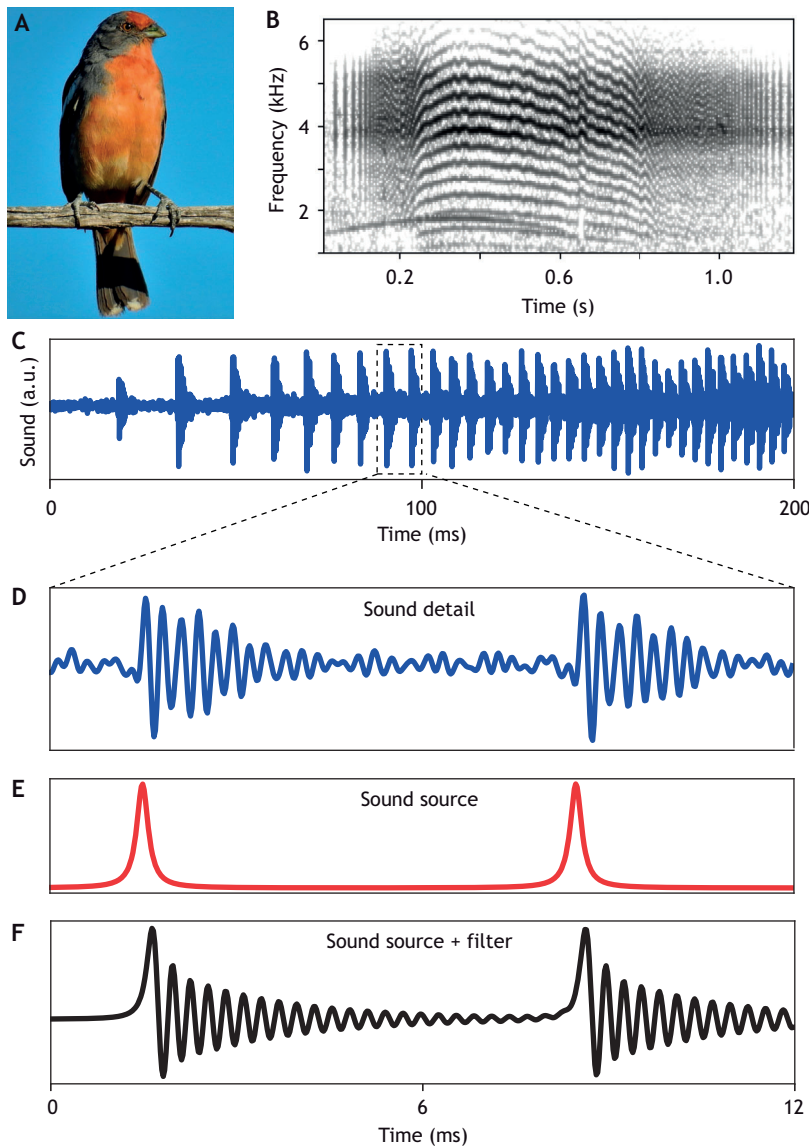 A
B
6
4
2
Frequency (kHz)
0.2 0.6 1.0
Time (s)
C
Sound (a.u.)
0 100 200
Time (ms)
D
Sound detail
E
Sound source
F
Sound source + filter
0 6 12
Time (ms)